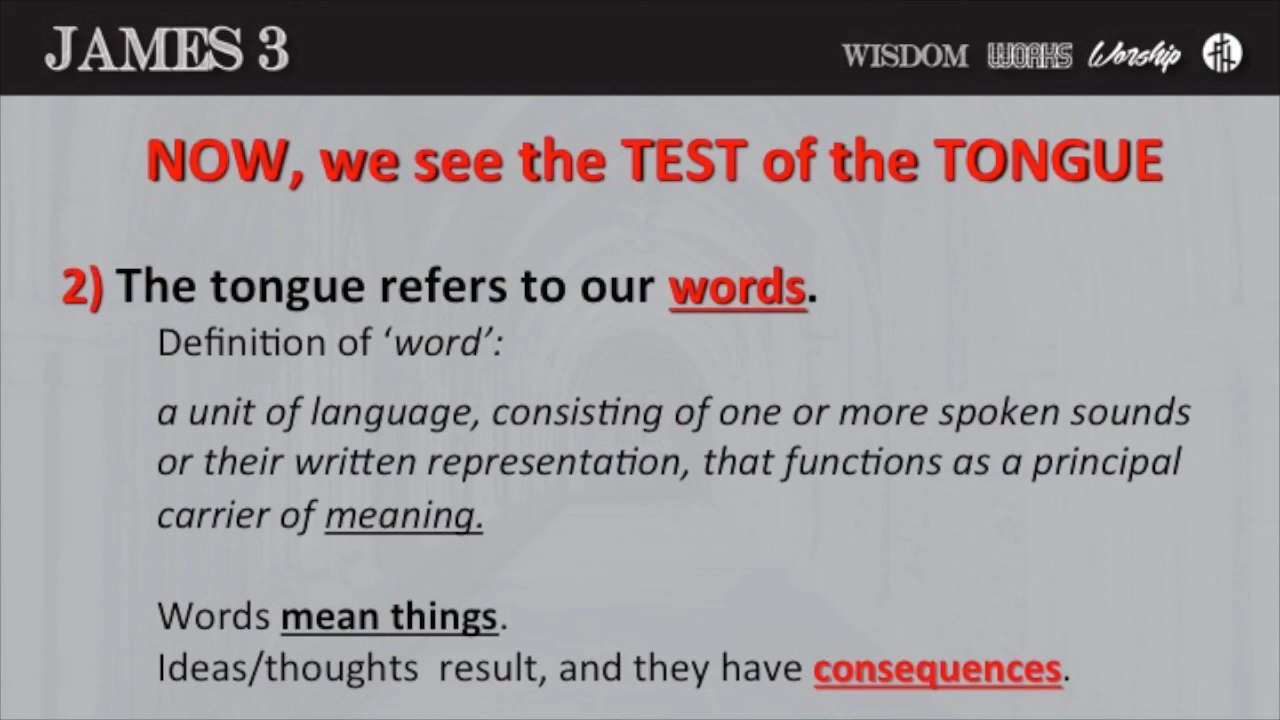 JAMES 3
WISDOM WORKS Worship
NOW, we see the TEST of the TONGUE
2) The tongue refers to our words.
Definition of ‘word’:
a unit of language, consisting of one or more spoken sounds
or their written representation, that functions as a principal
carrier of meaning.
Words mean things.
Ideas/thoughts  result, and they have consequences.